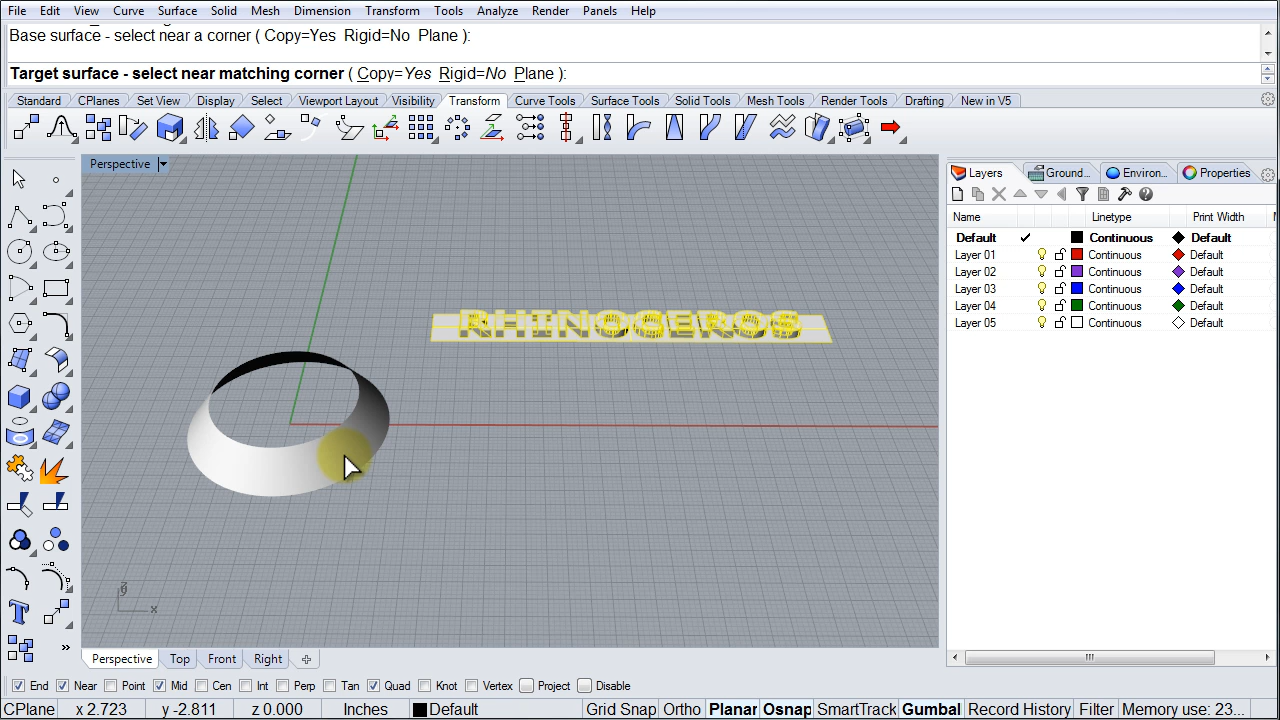 File Edit View Curve Surface Solid Mesh Dimension Transform Tools Analyze Render Panels Help
Base surface - select near a corner ( Copy=Yes Rigid=No Plane ):
Target surface - select near matching corner ( Copy=Yes Rigid=No Plane ):
Standard CPlanes Set View Display Select Viewport Layout Visibility Transform Curve Tools Surface Tools Solid Tools Mesh Tools Render Tools Drafting New in V5
Perspective
Layers Ground... Environ... Properties
Name Linetype Print Width
Default Continuous Default
Layer 01 Continuous Default
Layer 02 Continuous Default
Layer 03 Continuous Default
Layer 04 Continuous Default
Layer 05 Continuous Default
RHINOCEROS
x
Perspective Top Front Right
End Near Point Mid Cen Int Perp Tan Quad Knot Vertex Project Disable
CPlane x 2.723 y -2.811 z 0.000 Inches Default Grid Snap Ortho Planar Osnap SmartTrack Gumbal Record History Filter Memory use: 23...